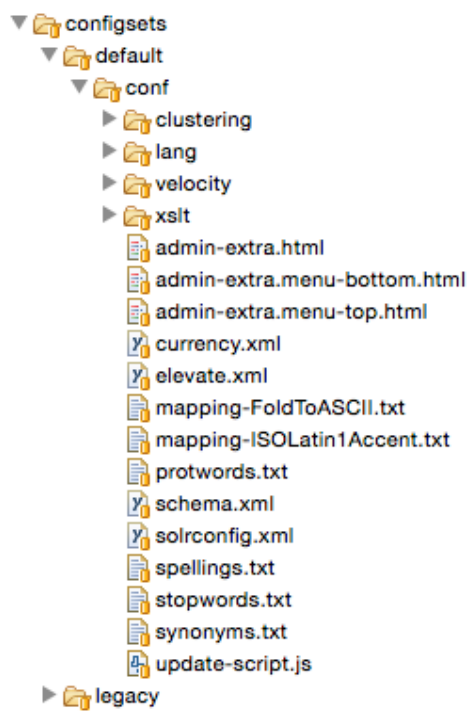 configsets
default
conf
clustering
lang
velocity
xslt
admin-extra.html
admin-extra.menu-bottom.html
admin-extra.menu-top.html
currency.xml
elevate.xml
mapping-FoldToASCII.txt
mapping-ISOLatin1Accent.txt
protwords.txt
schema.xml
solrconfig.xml
spellings.txt
stopwords.txt
synonyms.txt
update-script.js
legacy